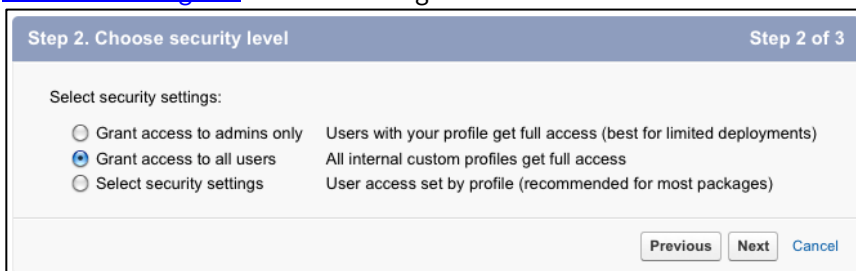 Step 2. Choose security level Step 2 of 3
Select security settings:
Grant access to admins only Users with your profile get full access (best for limited deployments)
Grant access to all users All internal custom profiles get full access
Select security settings User access set by profile (recommended for most packages)
Previous Next Cancel